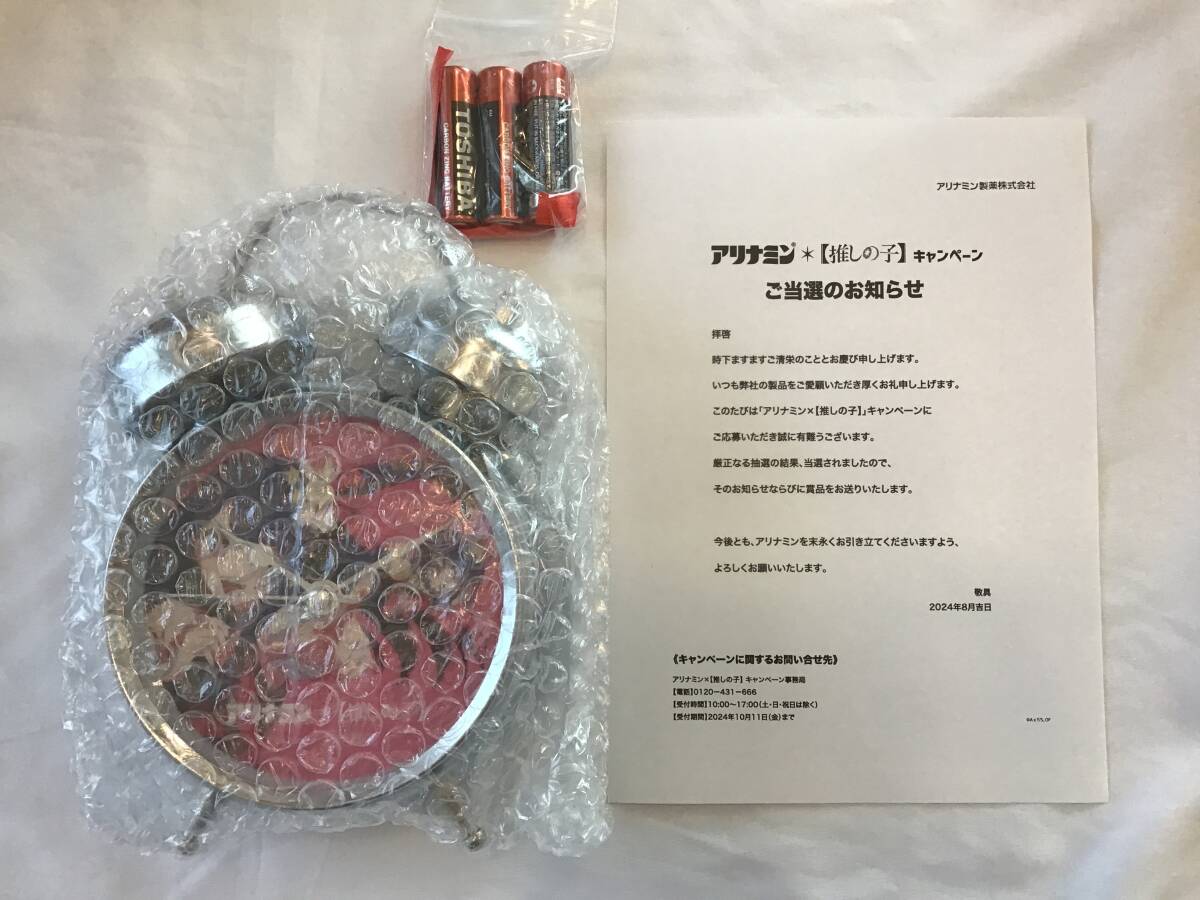 TOSHIBA
CARBON ZINC BATTERY
アリナミン
アリナミン製薬株式会社
アリナミン*【推しの子】キャンペーン
ご当選のお知らせ
拝啓
時下ますますご清栄のこととお慶び申し上げます。
いつも弊社の製品をご愛顧いただき厚くお礼申し上げます。
このたびは「アリナミン×【推しの子】」キャンペーンに
ご応募いただき誠に有難うございます。
厳正なる抽選の結果、当選されましたので、
そのお知らせならびに賞品をお送りいたします。
今後とも、アリナミンを末永くお引き立てくださいますよう、
よろしくお願いいたします。
敬具
2024年8月吉日
《キャンペーンに関するお問い合せ先》
アリナミン×【推しの子】キャンペーン事務局
【電話】0120-431-666
【受付時間】10:00〜17:00(土・日・祝日は除く)
【受付期間】2024年10月11日(金)まで